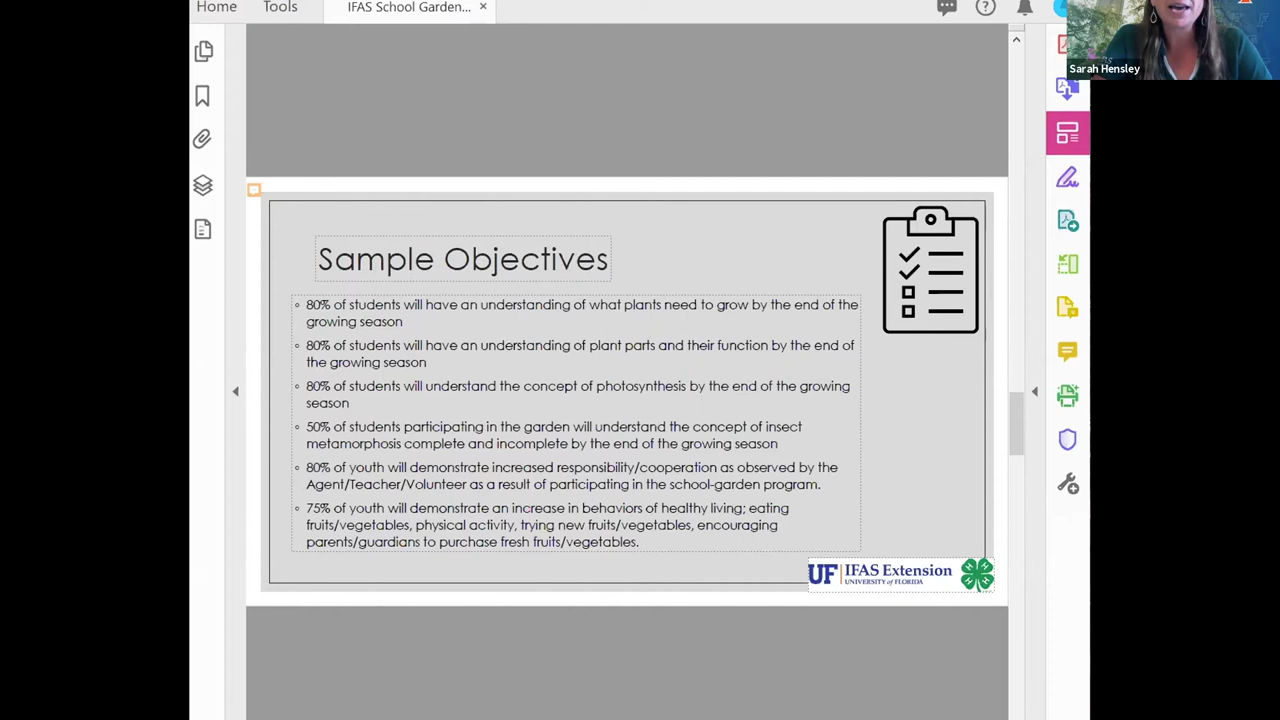 Home
Tools
IFAS School Garden...
Sarah Hensley
Sample Objectives
80% of students will have an understanding of what plants need to grow by the end of the
growing season
80% of students will have an understanding of plant parts and their function by the end of
the growing season
80% of students will understand the concept of photosynthesis by the end of the growing
season
50% of students participating in the garden will understand the concept of insect
metamorphosis complete and incomplete by the end of the growing season
80% of youth will demonstrate increased responsibility/cooperation as observed by the
Agent/Teacher/Volunteer as a result of participating in the school-garden program.
75% of youth will demonstrate an increase in behaviors of healthy living; eating
fruits/vegetables, physical activity, trying new fruits/vegetables, encouraging
parents/guardians to purchase fresh fruits/vegetables.
UF IFAS Extension
UNIVERSITY of FLORIDA
H H H H